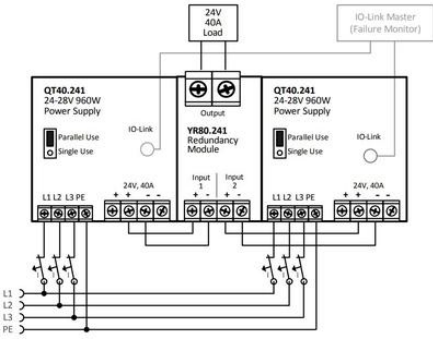 24V
40A
Load
IO-Link Master
(Failure Monitor)
QT40.241
24-28V 960W
Power Supply
Parallel Use
Single Use
IO-Link
L1 L2 L3 PE
24V, 40A
+ + - -
Output
YR80.241
Redundancy
Module
Input
1
Input
2
+ - + -
QT40.241
24-28V 960W
Power Supply
Parallel Use
Single Use
IO-Link
L1 L2 L3 PE
24V, 40A
+ + - -
I
I
I
I
L1
L2
L3
PE